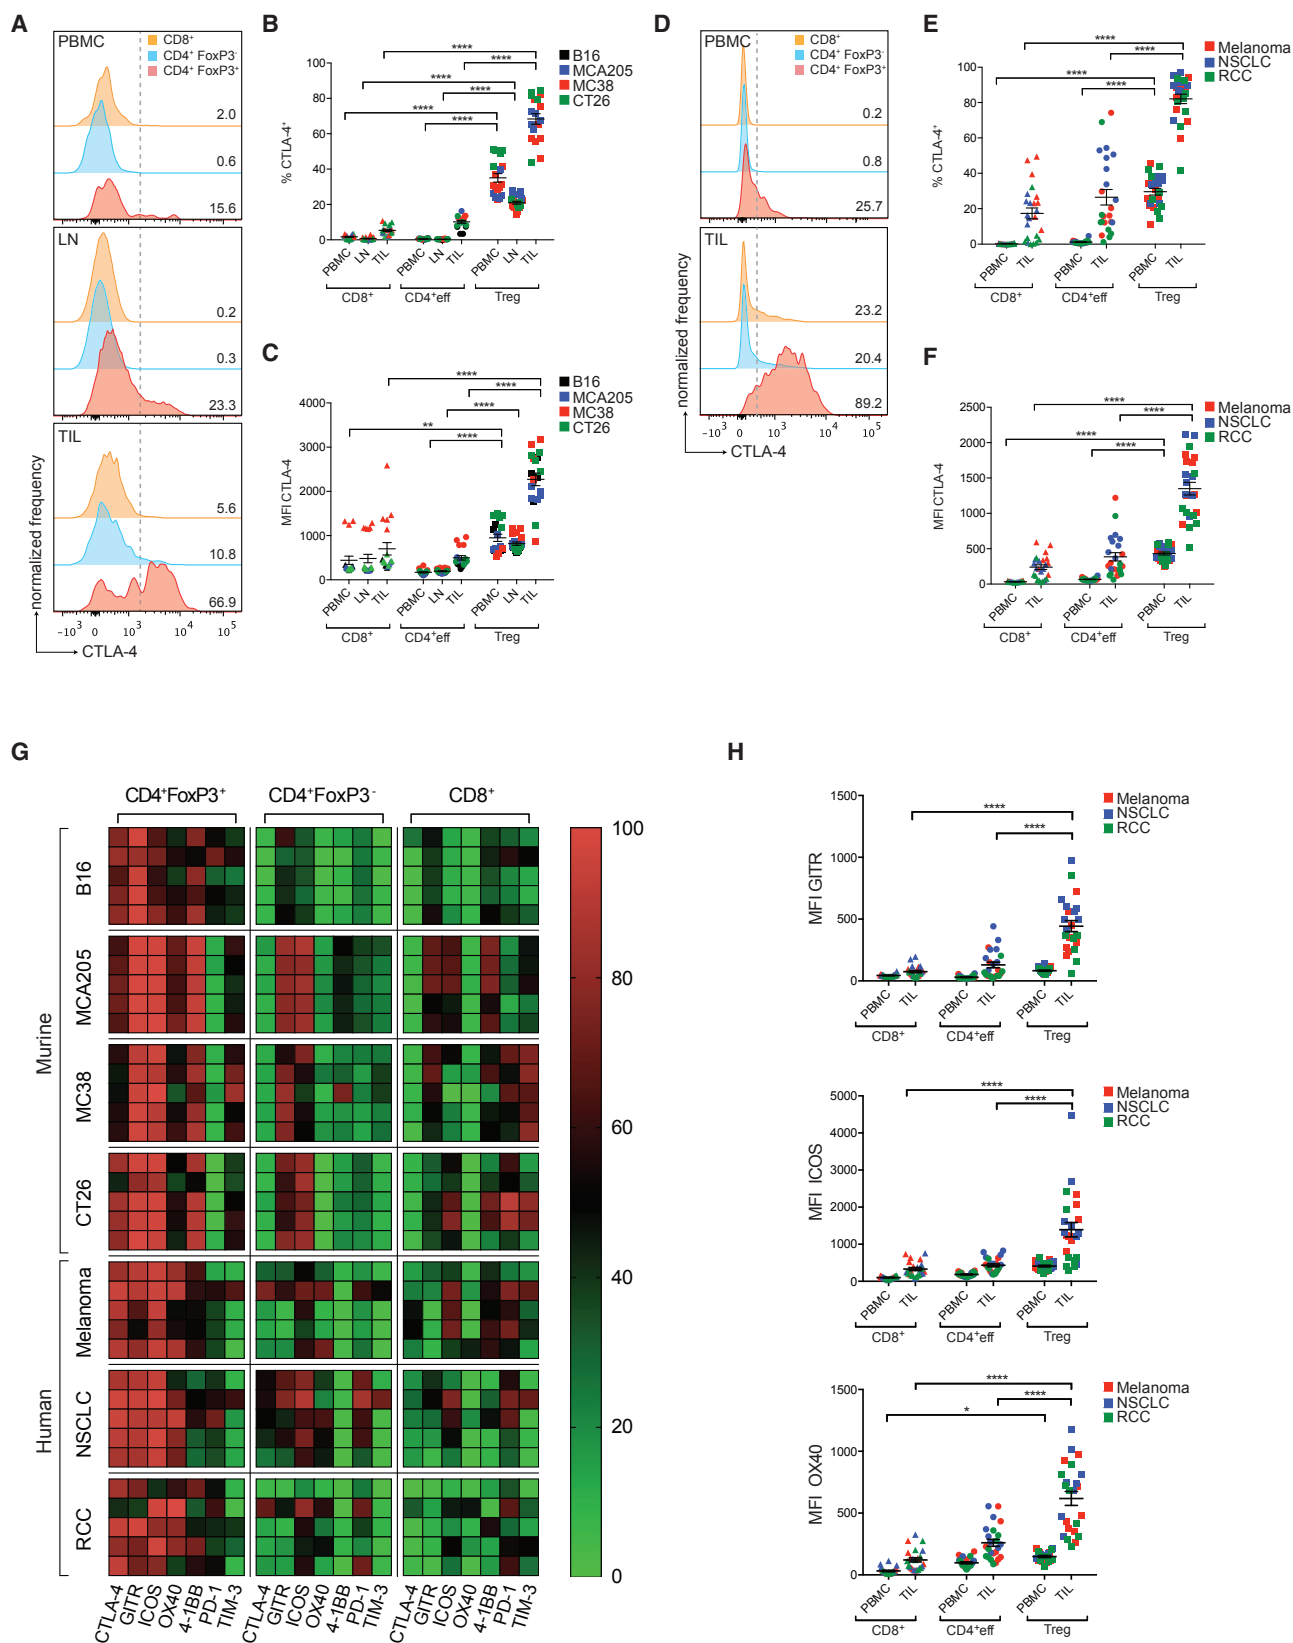 A
PBMC
CD8⁺
CD4⁺ FoxP3⁻
CD4⁺ FoxP3⁺
2.0
0.6
15.6
LN
0.2
0.3
23.3
TIL
5.6
10.8
66.9
-10³ 0 10³ 10⁴ 10⁵
normalized frequency
CTLA-4
B
B16
MCA205
MC38
CT26
% CTLA-4⁺
100
80
60
40
20
0
**** **** **** **** **** ****
PBMC LN TIL PBMC LN TIL PBMC LN TIL
CD8⁺ CD4⁺eff Treg
C
B16
MCA205
MC38
CT26
MFI CTLA-4
4000
3000
2000
1000
0
**** **** **** ** ****
PBMC LN TIL PBMC LN TIL PBMC LN TIL
CD8⁺ CD4⁺eff Treg
D
PBMC
CD8⁺
CD4⁺ FoxP3⁻
CD4⁺ FoxP3⁺
0.2
0.8
25.7
TIL
23.2
20.4
89.2
-10³ 0 10³ 10⁴ 10⁵
normalized frequency
CTLA-4
E
Melanoma
NSCLC
RCC
% CTLA-4⁺
100
80
60
40
20
0
**** **** **** ****
PBMC TIL PBMC TIL PBMC TIL
CD8⁺ CD4⁺eff Treg
F
Melanoma
NSCLC
RCC
MFI CTLA-4
2500
2000
1500
1000
500
0
**** **** **** ****
PBMC TIL PBMC TIL PBMC TIL
CD8⁺ CD4⁺eff Treg
G
CD4⁺FoxP3⁺ CD4⁺FoxP3⁻ CD8⁺
Murine
B16
MCA205
MC38
CT26
Human
Melanoma
NSCLC
RCC
CTLA-4 GITR ICOS OX40 4-1BB PD-1 TIM-3
CTLA-4 GITR ICOS OX40 4-1BB PD-1 TIM-3
CTLA-4 GITR ICOS OX40 4-1BB PD-1 TIM-3
100
80
60
40
20
0
H
Melanoma
NSCLC
RCC
MFI GITR
1500
1000
500
0
**** ****
PBMC TIL PBMC TIL PBMC TIL
CD8⁺ CD4⁺eff Treg
Melanoma
NSCLC
RCC
MFI ICOS
5000
4000
3000
2000
1000
0
**** ****
PBMC TIL PBMC TIL PBMC TIL
CD8⁺ CD4⁺eff Treg
Melanoma
NSCLC
RCC
MFI OX40
1500
1000
500
0
**** **** *
PBMC TIL PBMC TIL PBMC TIL
CD8⁺ CD4⁺eff Treg